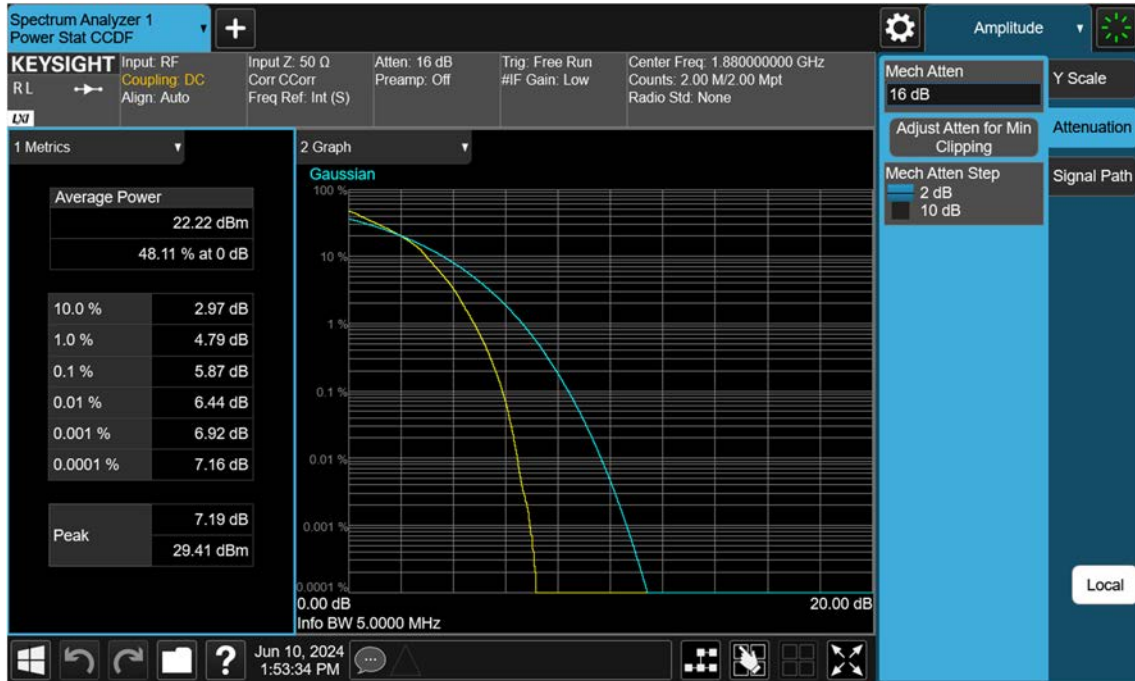 Spectrum Analyzer 1
Power Stat CCDF
+
Amplitude
KEYSIGHT
R L
LXI
Input: RF
Coupling: DC
Align: Auto
Input Z: 50 Ω
Corr CCorr
Freq Ref: Int (S)
Atten: 16 dB
Preamp: Off
Trig: Free Run
#IF Gain: Low
Center Freq: 1.880000000 GHz
Counts: 2.00 M/2.00 Mpt
Radio Std: None
Mech Atten
16 dB
Adjust Atten for Min
Clipping
Mech Atten Step
2 dB
10 dB
Y Scale
Attenuation
Signal Path
Local
1 Metrics
Average Power
22.22 dBm
48.11 % at 0 dB
10.0 % 2.97 dB
1.0 % 4.79 dB
0.1 % 5.87 dB
0.01 % 6.44 dB
0.001 % 6.92 dB
0.0001 % 7.16 dB
Peak
7.19 dB
29.41 dBm
2 Graph
Gaussian
100 %
10 %
1 %
0.1 %
0.01 %
0.001 %
0.0001 %
0.00 dB 20.00 dB
Info BW 5.0000 MHz
?
Jun 10, 2024
1:53:34 PM